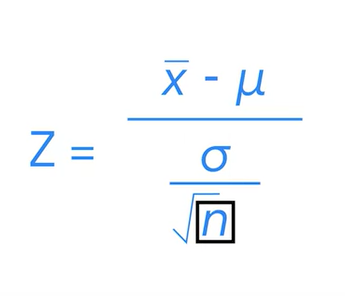 x̄ - μ
Z =
σ
√n